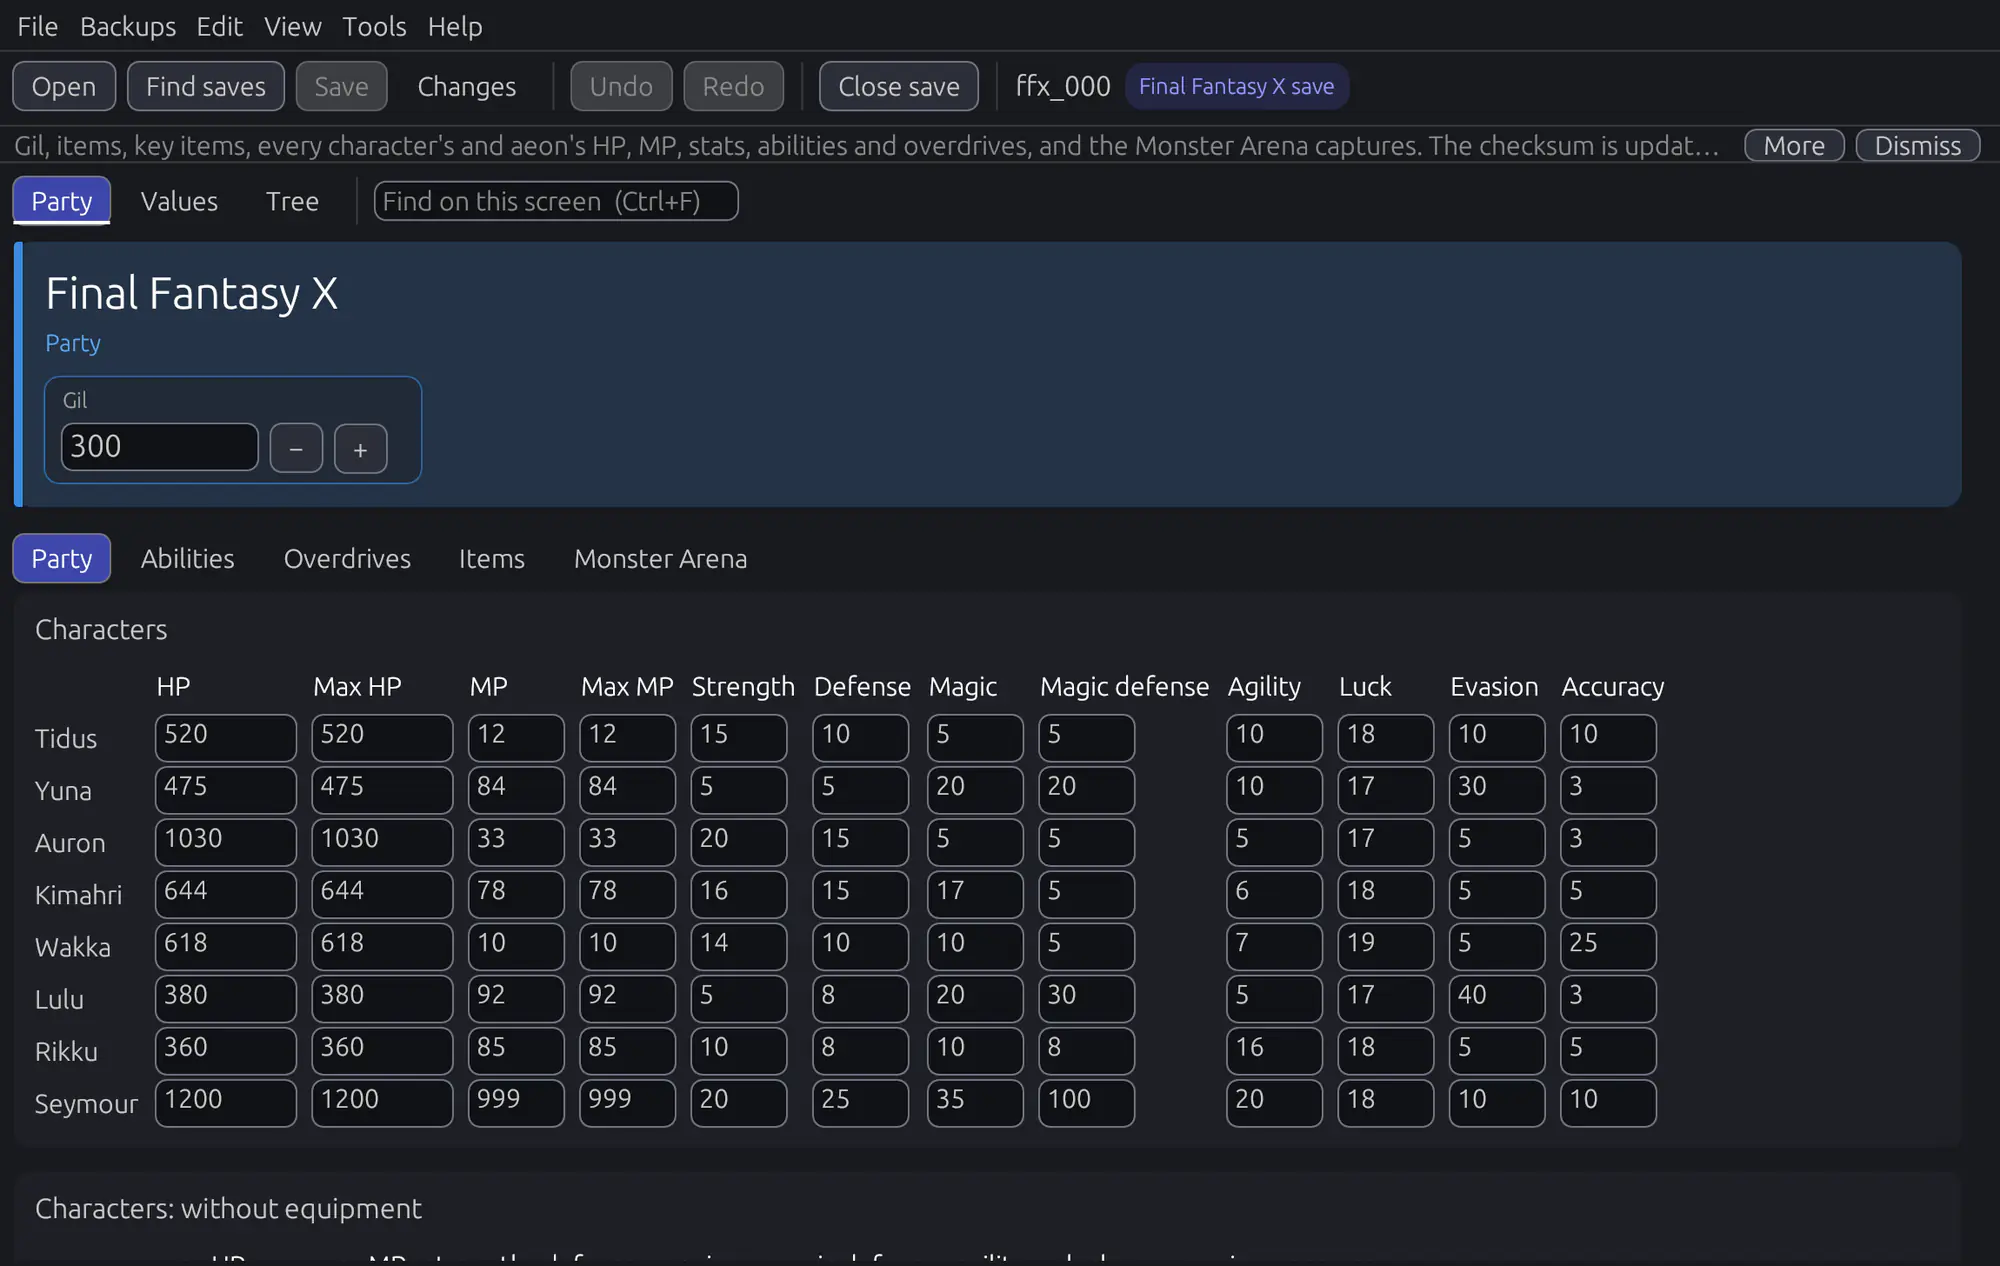 File Backups Edit View Tools Help
Open Find saves Save Changes Undo Redo Close save ffx_000 Final Fantasy X save
Gil, items, key items, every character's and aeon's HP, MP, stats, abilities and overdrives, and the Monster Arena captures. The checksum is updat… More Dismiss
Party Values Tree Find on this screen (Ctrl+F)
Final Fantasy X
Party
Gil
300 − +
Party Abilities Overdrives Items Monster Arena
Characters
HP Max HP MP Max MP Strength Defense Magic Magic defense Agility Luck Evasion Accuracy
Tidus 520 520 12 12 15 10 5 5 10 18 10 10
Yuna 475 475 84 84 5 5 20 20 10 17 30 3
Auron 1030 1030 33 33 20 15 5 5 5 17 5 3
Kimahri 644 644 78 78 16 15 17 5 6 18 5 5
Wakka 618 618 10 10 14 10 10 5 7 19 5 25
Lulu 380 380 92 92 5 8 20 30 5 17 40 3
Rikku 360 360 85 85 10 8 10 8 16 18 5 5
Seymour 1200 1200 999 999 20 25 35 100 20 18 10 10
Characters: without equipment